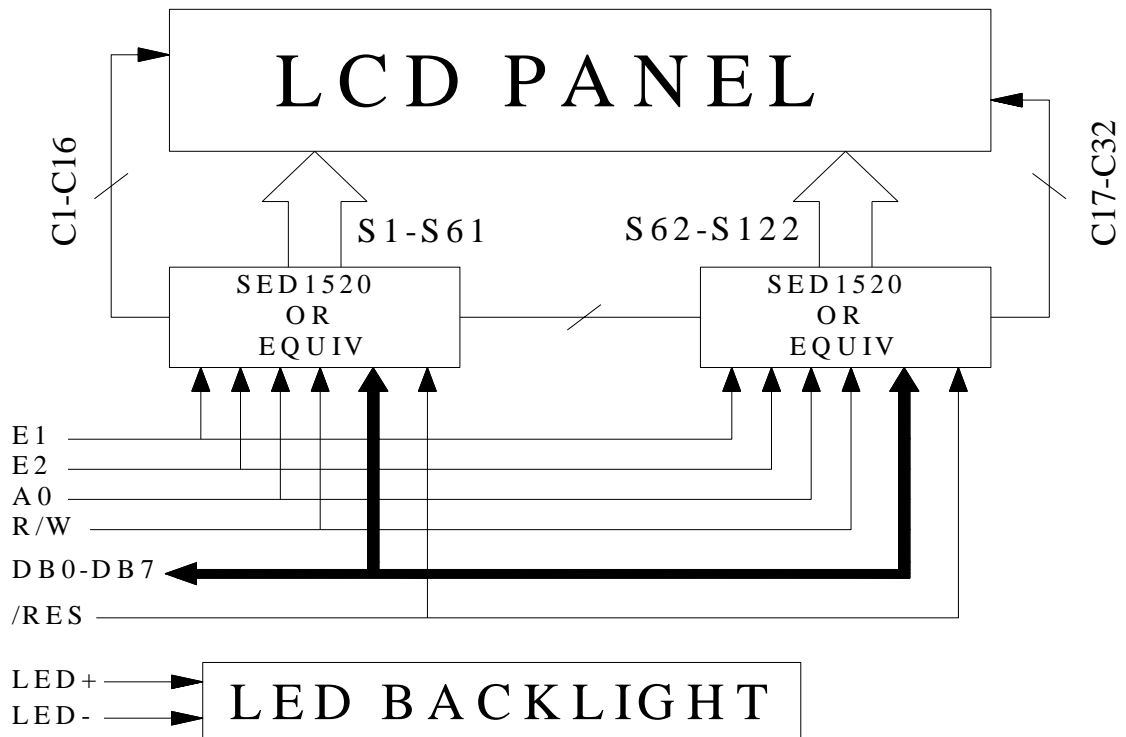 LCD PANEL
C1-C16
C17-C32
S1-S61
S62-S122
SED1520
OR
EQUIV
SED1520
OR
EQUIV
E1
E2
A0
R/W
DB0-DB7
/RES
LED+
LED-
LED BACKLIGHT